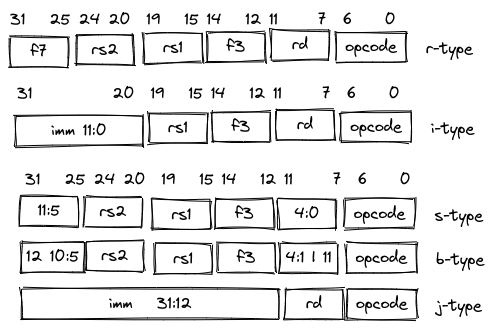 31 25 24 20 19 15 14 12 11 7 6 0
f7 rs2 rs1 f3 rd opcode r-type
31 20 19 15 14 12 11 7 6 0
imm 11:0 rs1 f3 rd opcode i-type
31 25 24 20 19 15 14 12 11 7 6 0
11:5 rs2 rs1 f3 4:0 opcode s-type
12 10:5 rs2 rs1 f3 4:1 | 11 opcode b-type
imm 31:12 rd opcode j-type